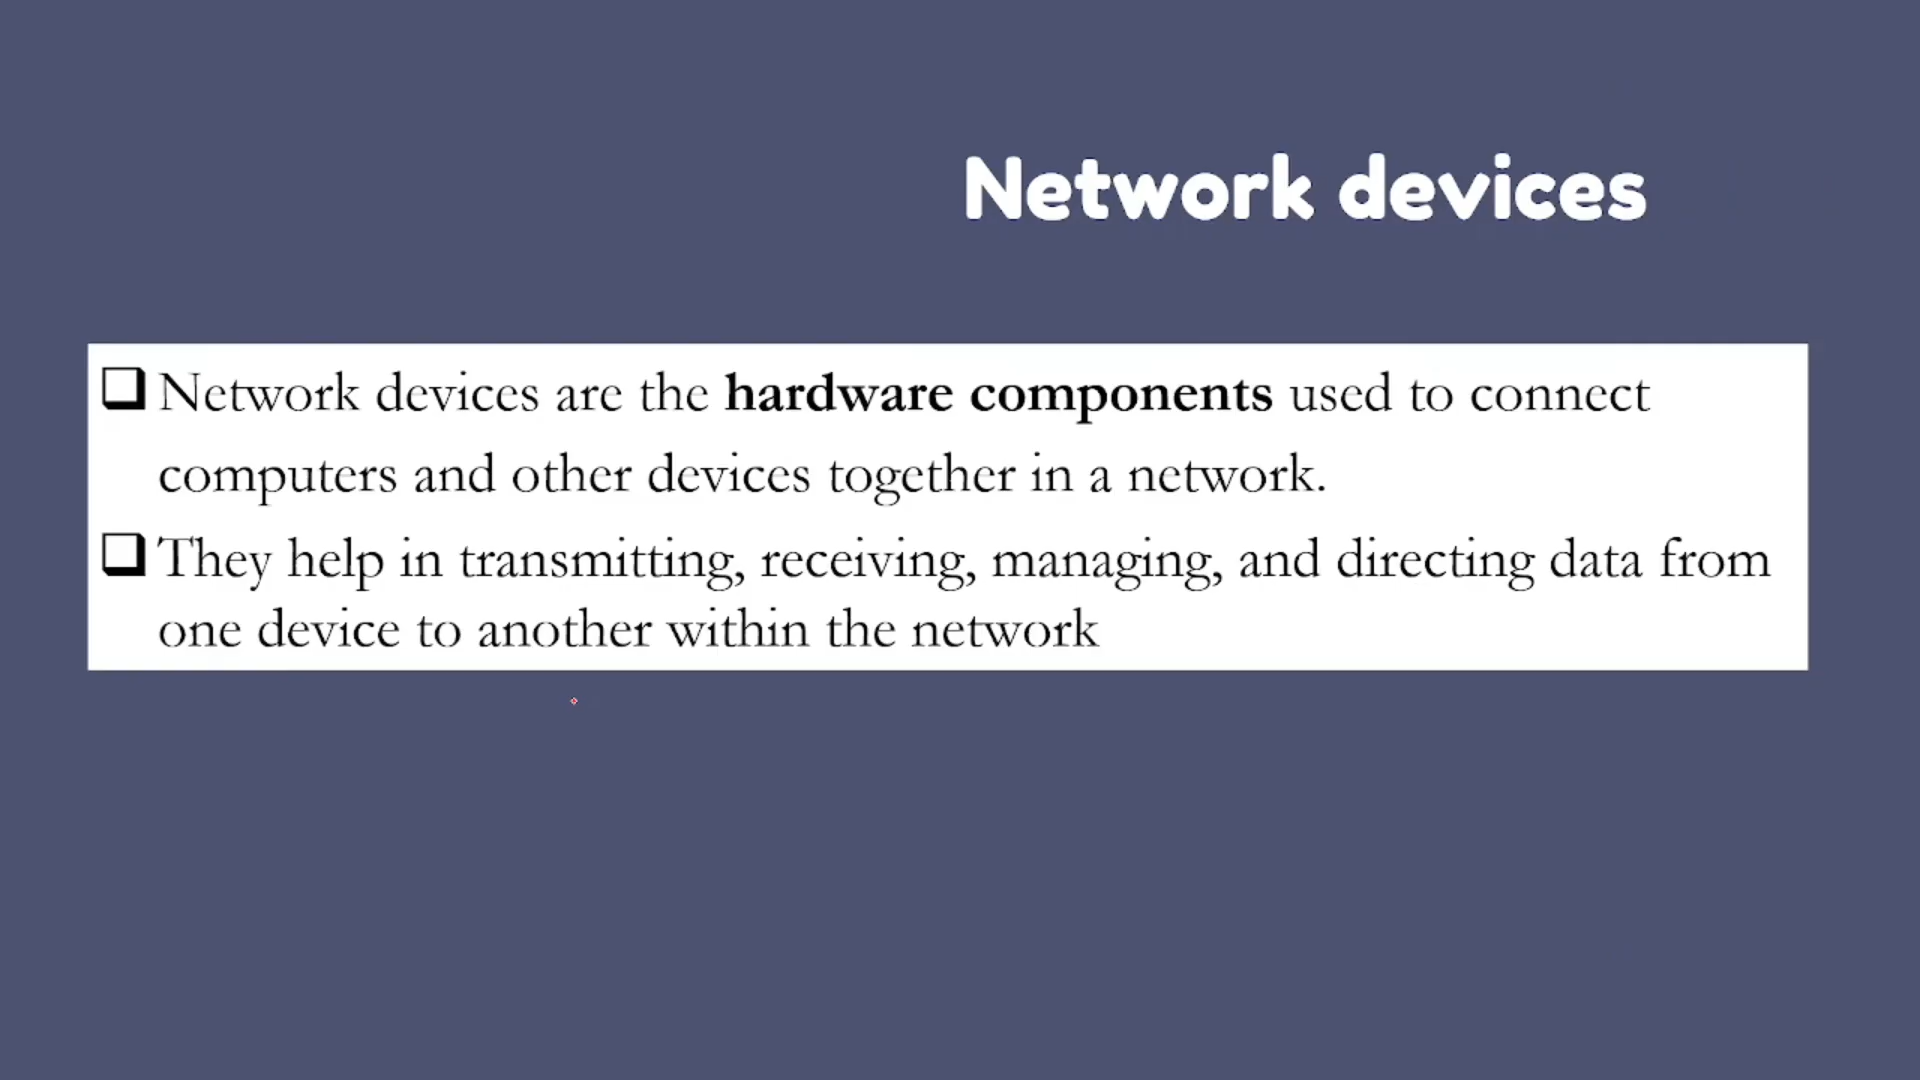 Network devices
❑ Network devices are the hardware components used to connect
computers and other devices together in a network.
❑ They help in transmitting, receiving, managing, and directing data from
one device to another within the network